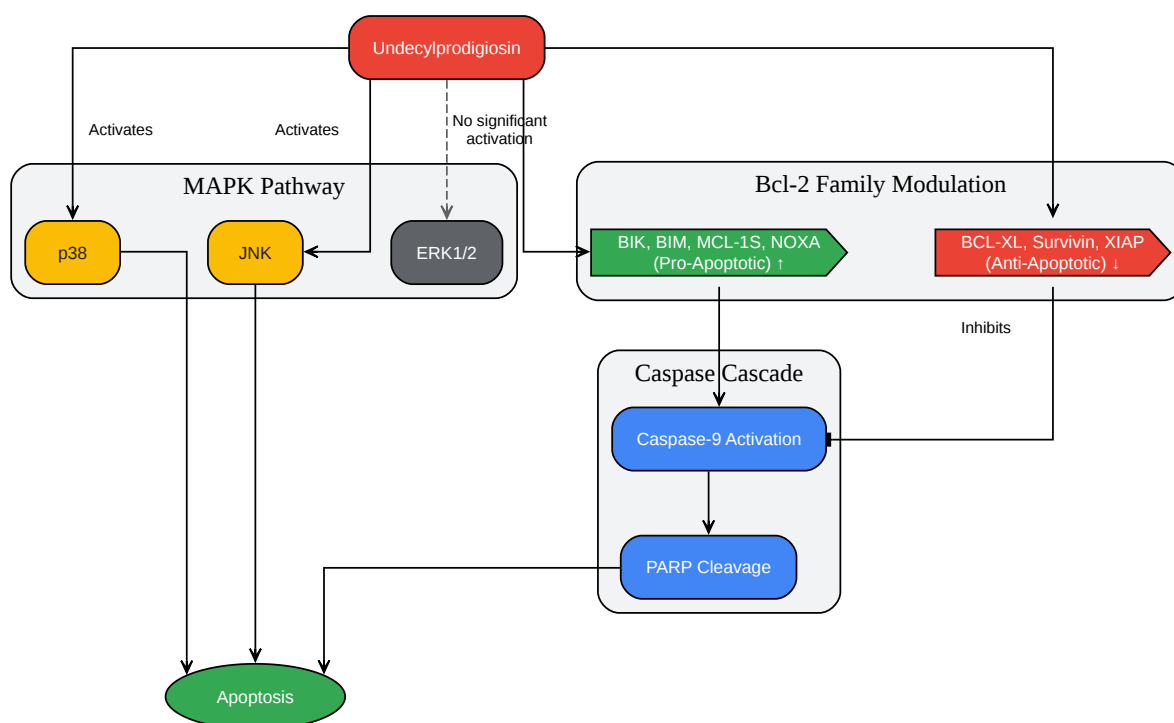 Undecylprodigiosin
Activates
Activates
No significant
activation
MAPK Pathway
Bcl-2 Family Modulation
p38
JNK
ERK1/2
BIK, BIM, MCL-1S, NOXA
(Pro-Apoptotic) ↑
BCL-XL, Survivin, XIAP
(Anti-Apoptotic) ↓
Inhibits
Caspase Cascade
Caspase-9 Activation
PARP Cleavage
Apoptosis